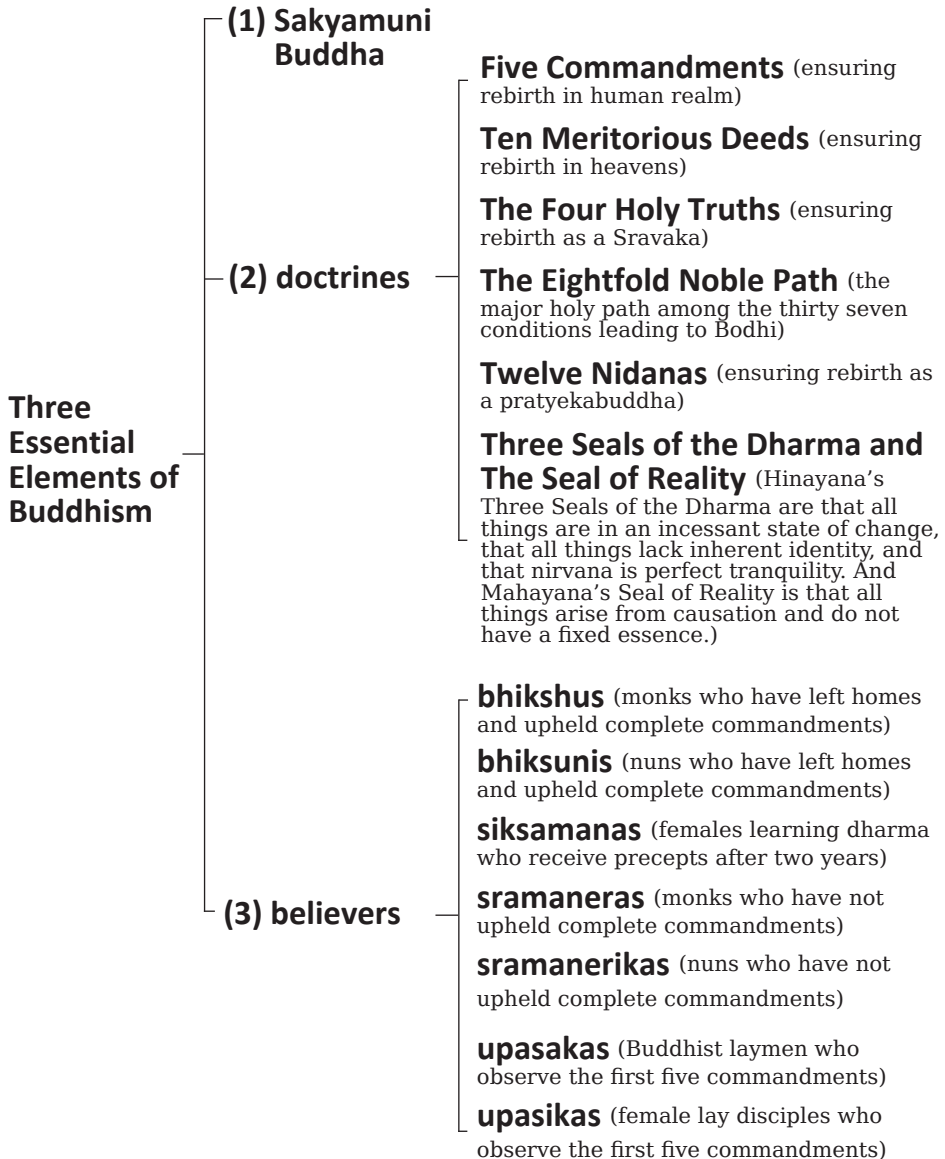 Three
Essential
Elements of
Buddhism
(1) Sakyamuni
Buddha
(2) doctrines
Five Commandments (ensuring
rebirth in human realm)
Ten Meritorious Deeds (ensuring
rebirth in heavens)
The Four Holy Truths (ensuring
rebirth as a Sravaka)
The Eightfold Noble Path (the
major holy path among the thirty seven
conditions leading to Bodhi)
Twelve Nidanas (ensuring rebirth as
a pratyekabuddha)
Three Seals of the Dharma and
The Seal of Reality (Hinayana’s
Three Seals of the Dharma are that all
things are in an incessant state of change,
that all things lack inherent identity, and
that nirvana is perfect tranquility. And
Mahayana’s Seal of Reality is that all
things arise from causation and do not
have a fixed essence.)
(3) believers
bhikshus (monks who have left homes
and upheld complete commandments)
bhiksunis (nuns who have left homes
and upheld complete commandments)
siksamanas (females learning dharma
who receive precepts after two years)
sramaneras (monks who have not
upheld complete commandments)
sramanerikas (nuns who have not
upheld complete commandments)
upasakas (Buddhist laymen who
observe the first five commandments)
upasikas (female lay disciples who
observe the first five commandments)